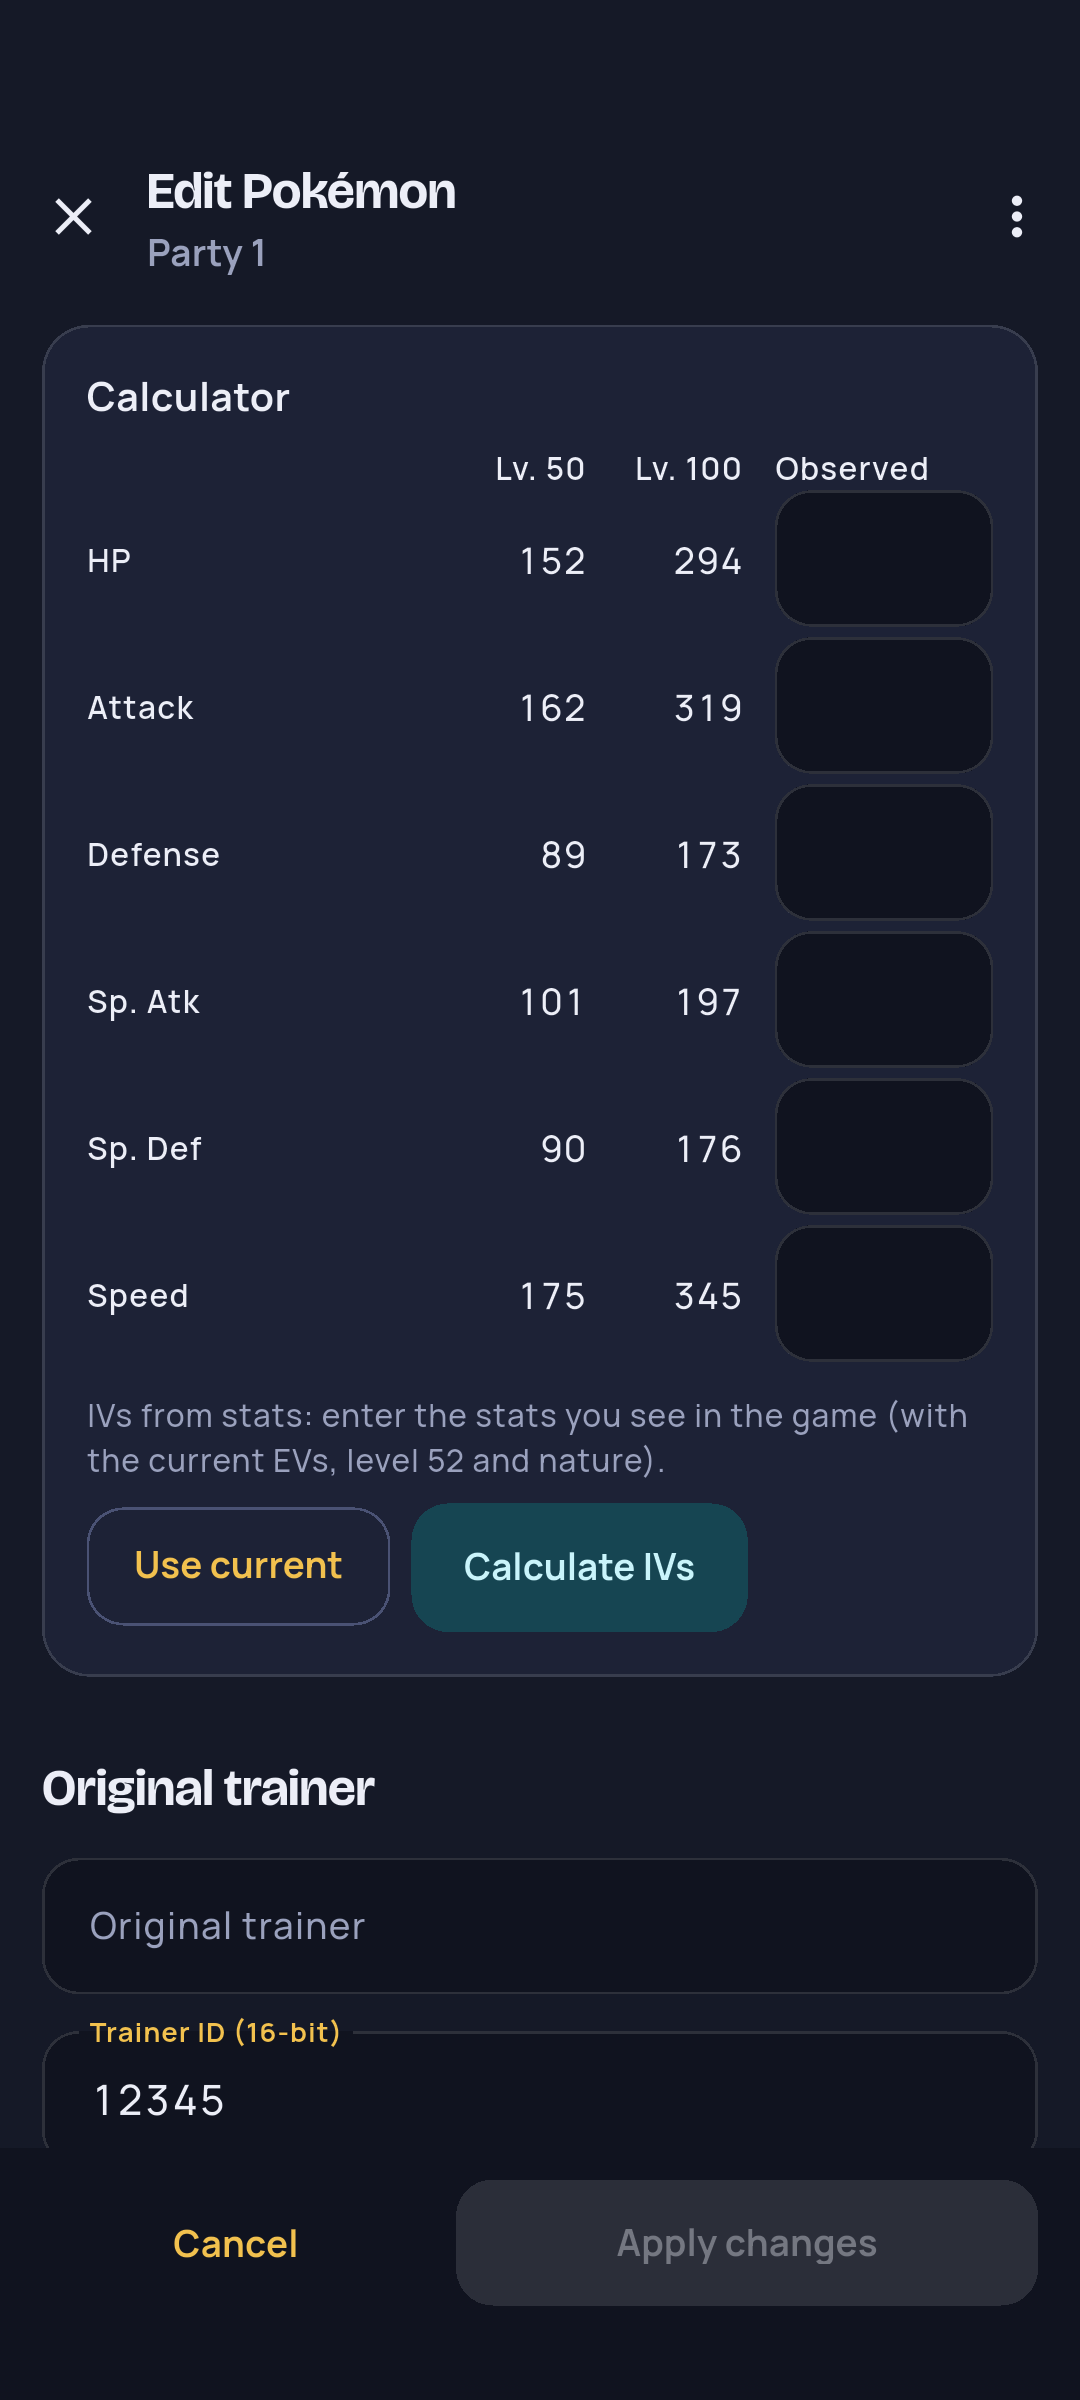 Edit Pokémon
Party 1
Calculator
Lv. 50 Lv. 100 Observed
HP 152 294
Attack 162 319
Defense 89 173
Sp. Atk 101 197
Sp. Def 90 176
Speed 175 345
IVs from stats: enter the stats you see in the game (with
the current EVs, level 52 and nature).
Use current Calculate IVs
Original trainer
Original trainer
Trainer ID (16-bit)
12345
Cancel Apply changes